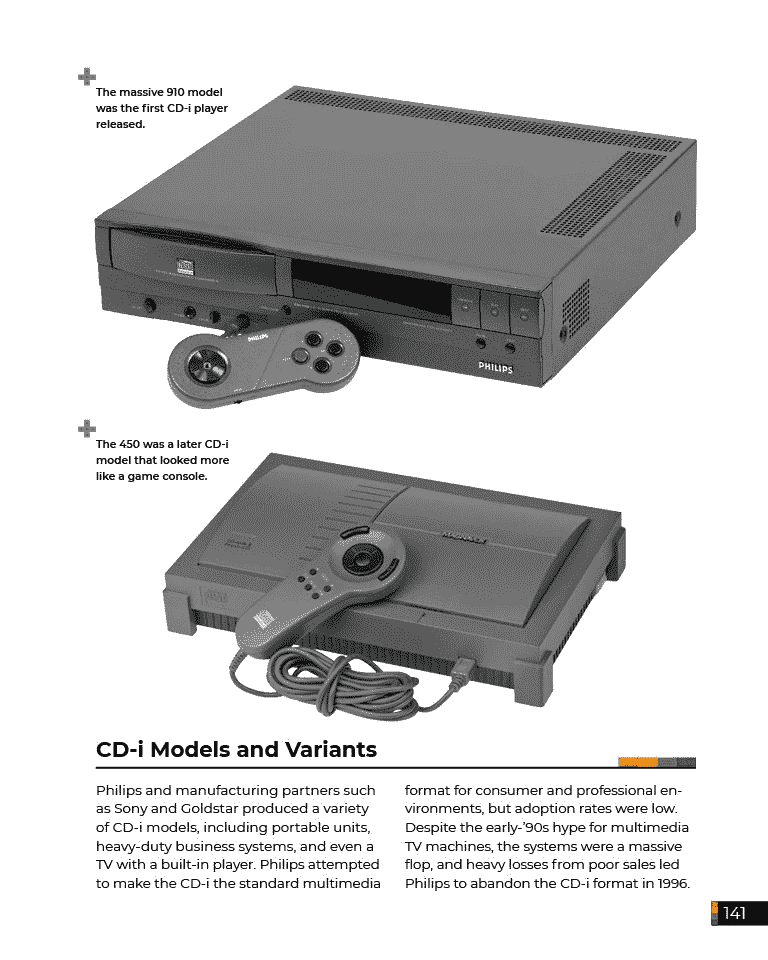 The massive 910 model
was the first CD-i player
released.
PHILIPS
PHILIPS
The 450 was a later CD-i
model that looked more
like a game console.
MAGNAVOX
CD-i Models and Variants
Philips and manufacturing partners such
as Sony and Goldstar produced a variety
of CD-i models, including portable units,
heavy-duty business systems, and even a
TV with a built-in player. Philips attempted
to make the CD-i the standard multimedia
format for consumer and professional en-
vironments, but adoption rates were low.
Despite the early-’90s hype for multimedia
TV machines, the systems were a massive
flop, and heavy losses from poor sales led
Philips to abandon the CD-i format in 1996.
141